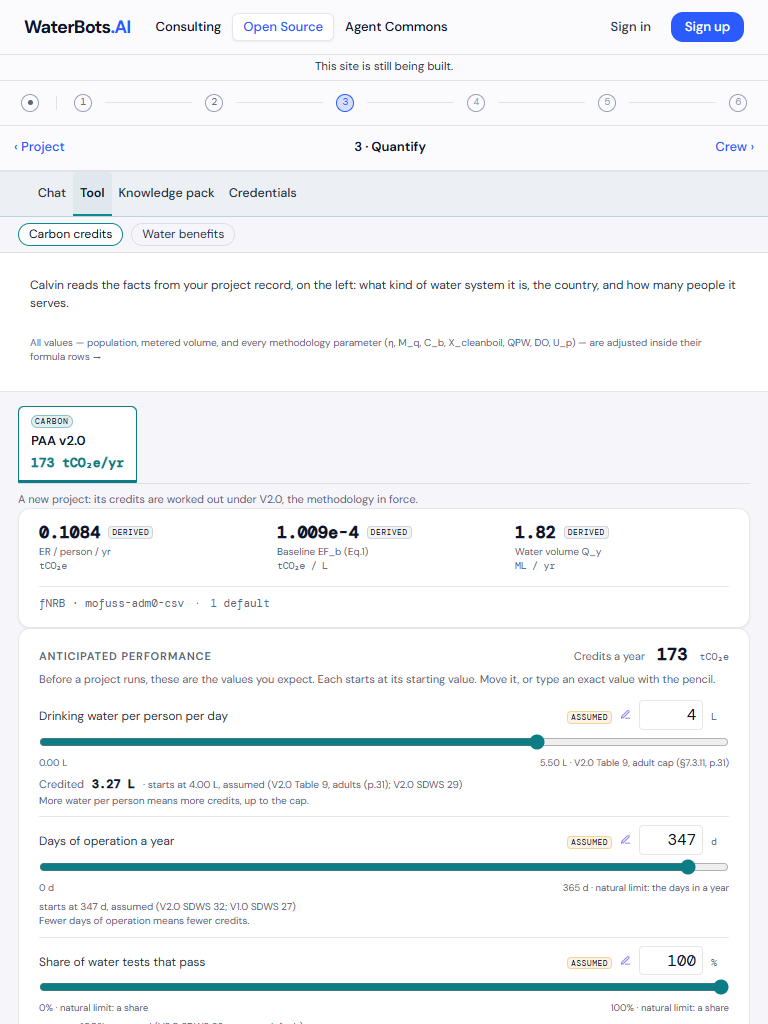 WaterBots.AI Consulting Open Source Agent Commons Sign in Sign up
This site is still being built.
1 2 3 4 5 6
‹ Project 3 · Quantify Crew ›
Chat Tool Knowledge pack Credentials
Carbon credits Water benefits
Calvin reads the facts from your project record, on the left: what kind of water system it is, the country, and how many people it
serves.
All values — population, metered volume, and every methodology parameter (η, M_q, C_b, X_cleanboil, QPW, DO, U_p) — are adjusted inside their
formula rows →
CARBON
PAA v2.0
173 tCO₂e/yr
A new project: its credits are worked out under V2.0, the methodology in force.
0.1084 DERIVED 1.009e-4 DERIVED 1.82 DERIVED
ER / person / yr Baseline EF_b (Eq.1) Water volume Q_y
tCO₂e tCO₂e / L ML / yr
ƒNRB · mofuss-adm0-csv · 1 default
ANTICIPATED PERFORMANCE Credits a year 173 tCO₂e
Before a project runs, these are the values you expect. Each starts at its starting value. Move it, or type an exact value with the pencil.
Drinking water per person per day ASSUMED 4 L
0.00 L 5.50 L · V2.0 Table 9, adult cap (§7.3.11, p.31)
Credited 3.27 L · starts at 4.00 L, assumed (V2.0 Table 9, adults (p.31); V2.0 SDWS 29)
More water per person means more credits, up to the cap.
Days of operation a year ASSUMED 347 d
0 d 365 d · natural limit: the days in a year
starts at 347 d, assumed (V2.0 SDWS 32; V1.0 SDWS 27)
Fewer days of operation means fewer credits.
Share of water tests that pass ASSUMED 100 %
0% · natural limit: a share 100% · natural limit: a share